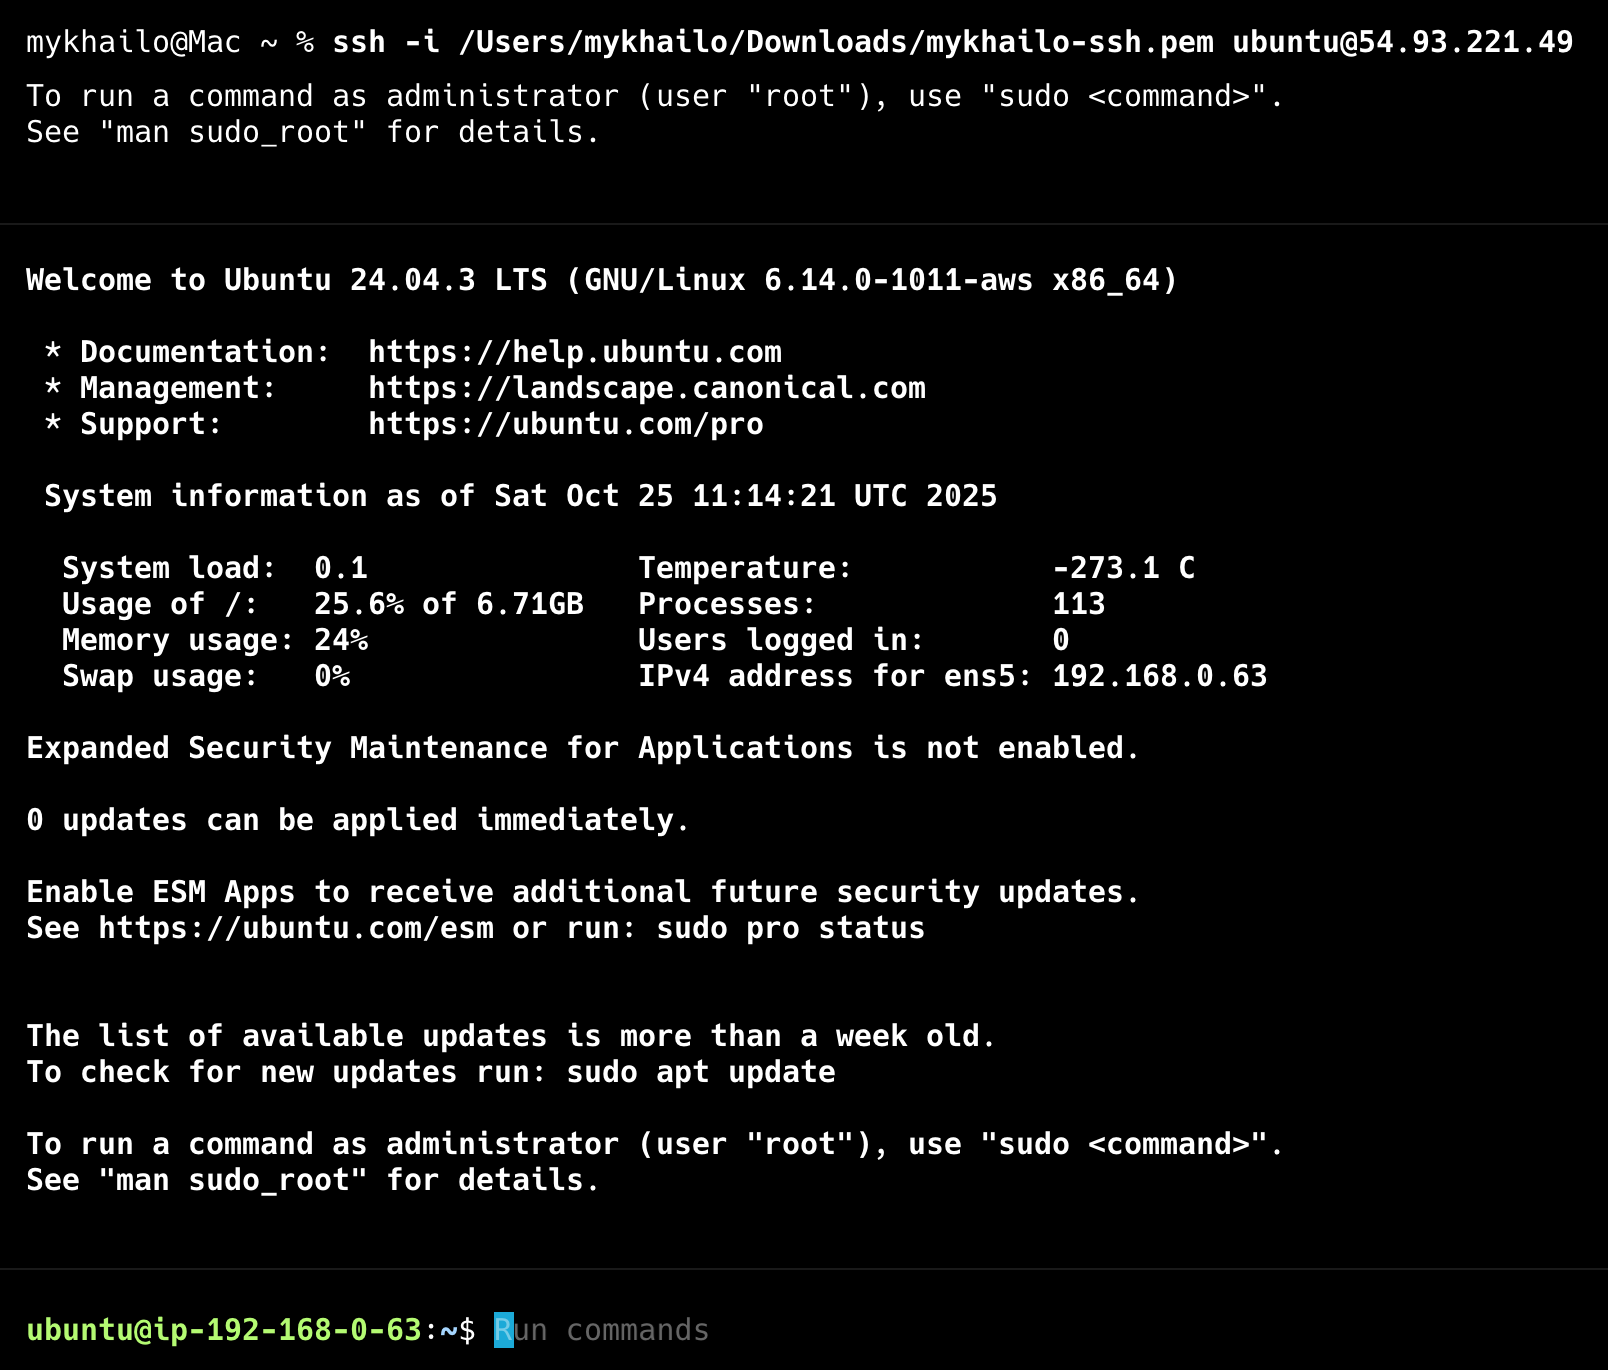 mykhailo@Mac ~ % ssh -i /Users/mykhailo/Downloads/mykhailo-ssh.pem ubuntu@54.93.221.49
To run a command as administrator (user "root"), use "sudo <command>".
See "man sudo_root" for details.
Welcome to Ubuntu 24.04.3 LTS (GNU/Linux 6.14.0-1011-aws x86_64)
* Documentation: https://help.ubuntu.com
* Management: https://landscape.canonical.com
* Support: https://ubuntu.com/pro
System information as of Sat Oct 25 11:14:21 UTC 2025
System load: 0.1 Temperature: -273.1 C
Usage of /: 25.6% of 6.71GB Processes: 113
Memory usage: 24% Users logged in: 0
Swap usage: 0% IPv4 address for ens5: 192.168.0.63
Expanded Security Maintenance for Applications is not enabled.
0 updates can be applied immediately.
Enable ESM Apps to receive additional future security updates.
See https://ubuntu.com/esm or run: sudo pro status
The list of available updates is more than a week old.
To check for new updates run: sudo apt update
To run a command as administrator (user "root"), use "sudo <command>".
See "man sudo_root" for details.
ubuntu@ip-192-168-0-63:~$ Run commands